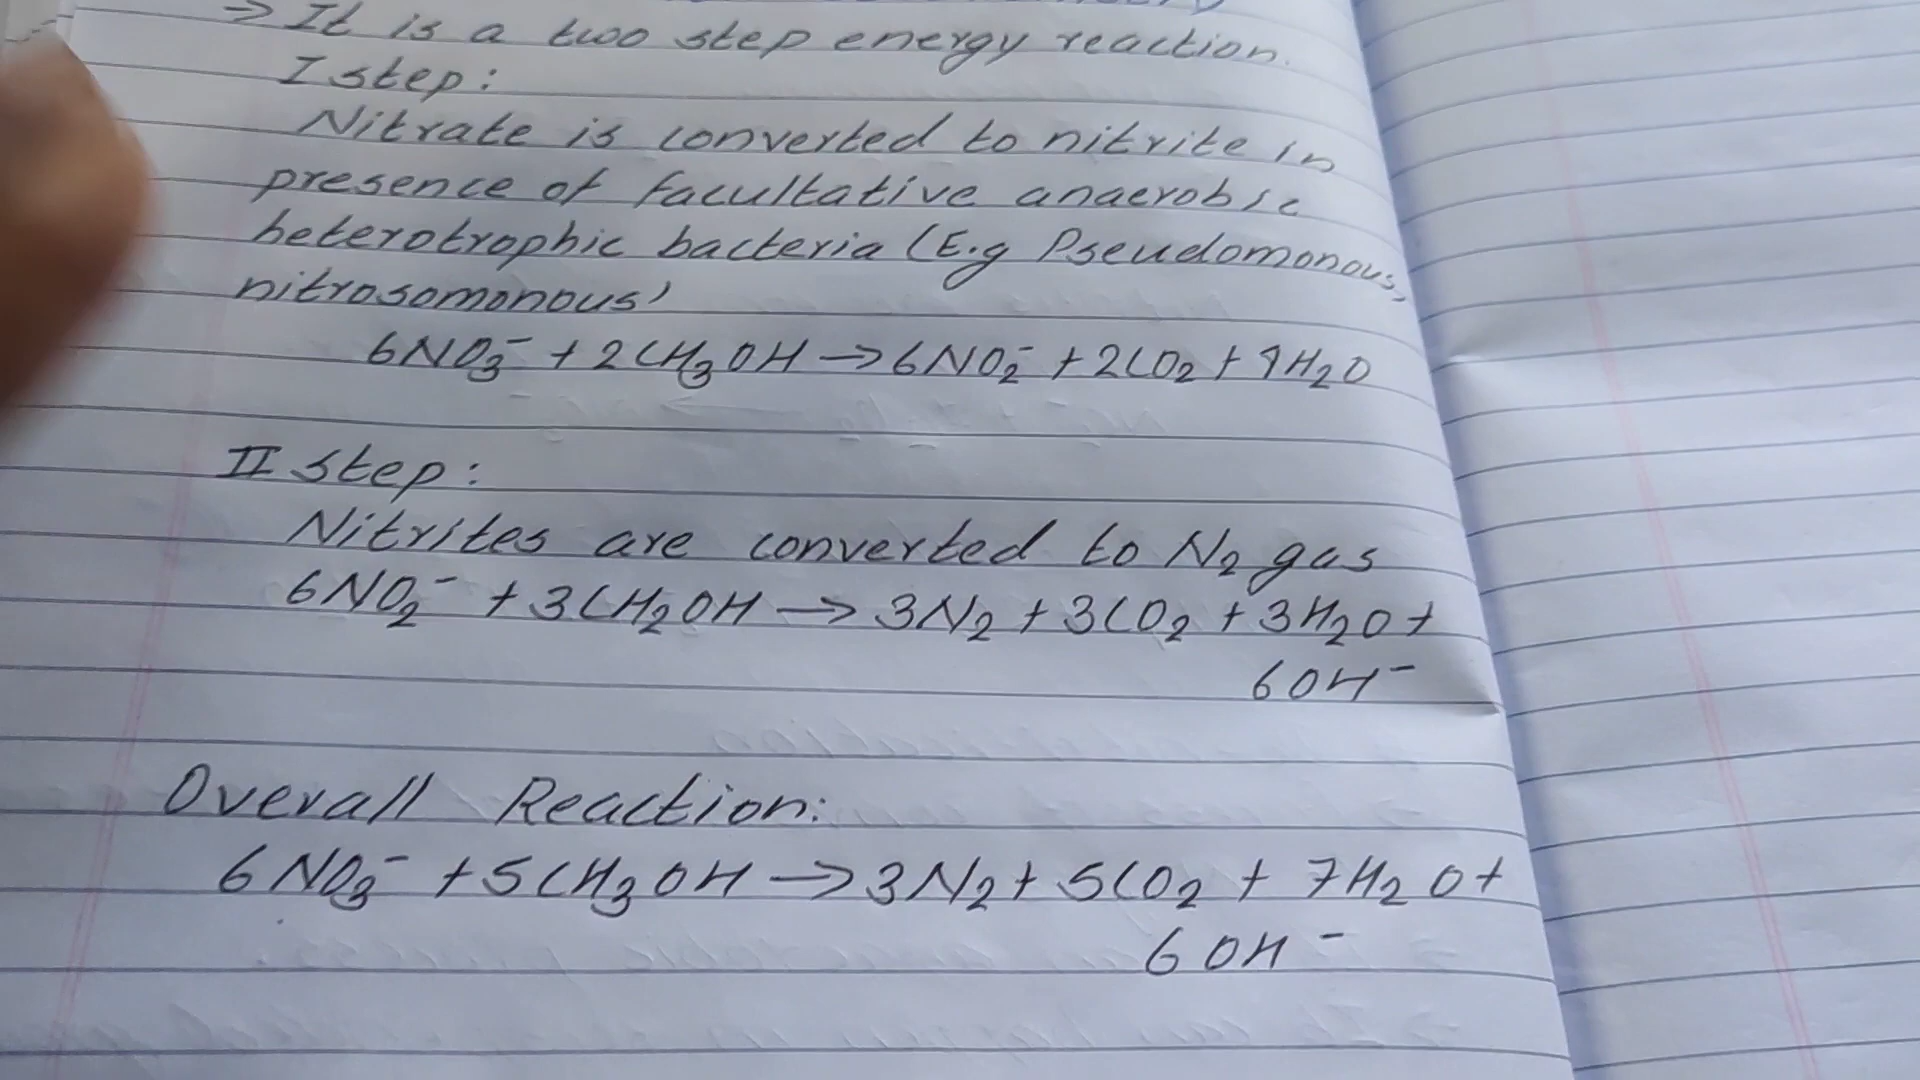 → It is a two step energy reaction.
I step:
Nitrate is converted to nitrite in
presence of facultative anaerobic
heterotrophic bacteria (E.g Pseudomonous,
nitrosomonous)
6NO₃⁻ + 2CH₃OH → 6NO₂⁻ + 2CO₂ + 4H₂O
II step:
Nitrites are converted to N₂ gas
6NO₂⁻ + 3CH₂OH → 3N₂ + 3CO₂ + 3H₂O +
6OH⁻
Overall Reaction:
6NO₃⁻ + 5CH₃OH → 3N₂ + 5CO₂ + 7H₂O +
6OH⁻